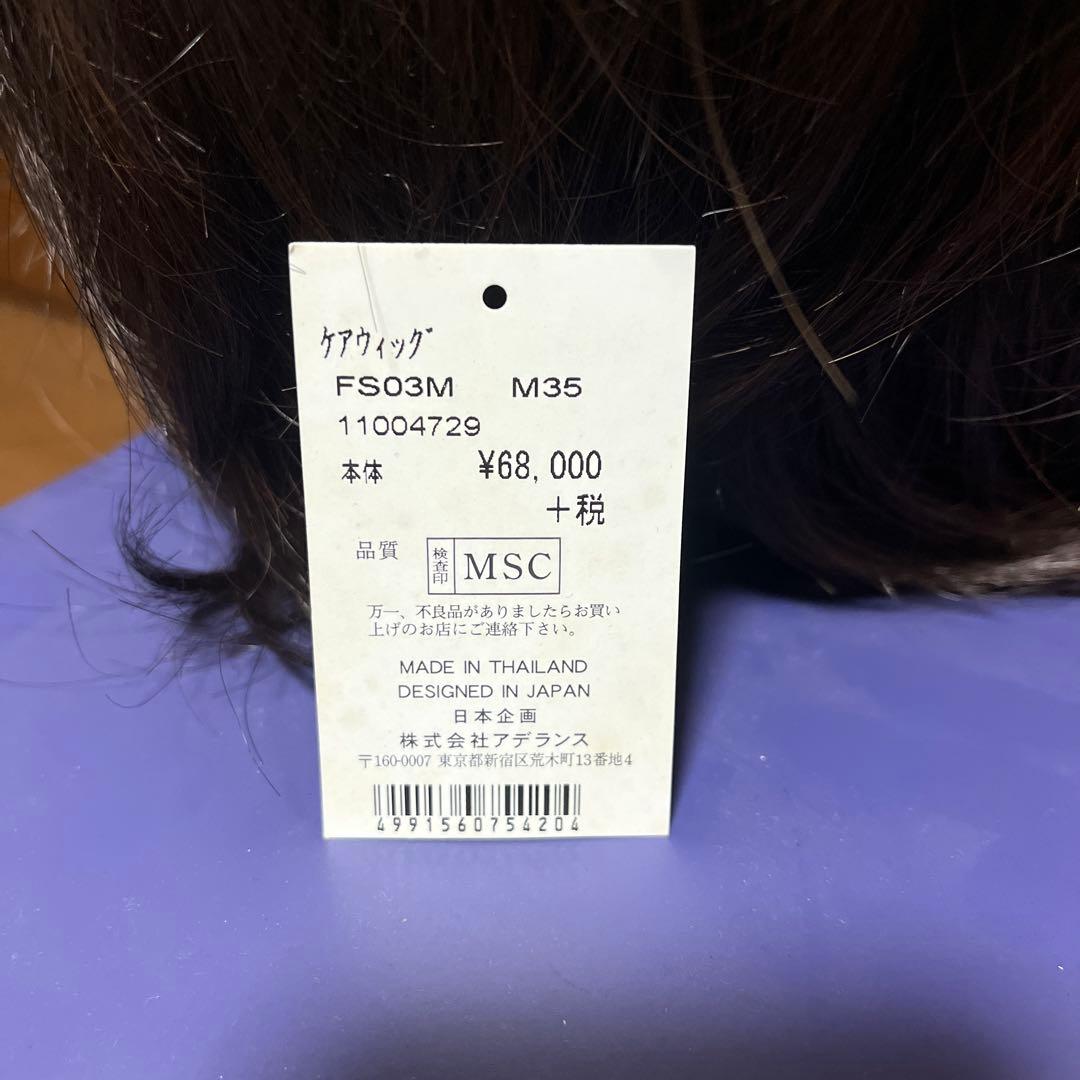 ｹｱｳｨｯｸﾞ
FS03M M35
11004729
本体 ¥68,000
+税
品質 検査印 MSC
万一、不良品がありましたらお買い
上げのお店にご連絡下さい。
MADE IN THAILAND
DESIGNED IN JAPAN
日本企画
株式会社アデランス
〒160-0007 東京都新宿区荒木町13番地4
4991560754204